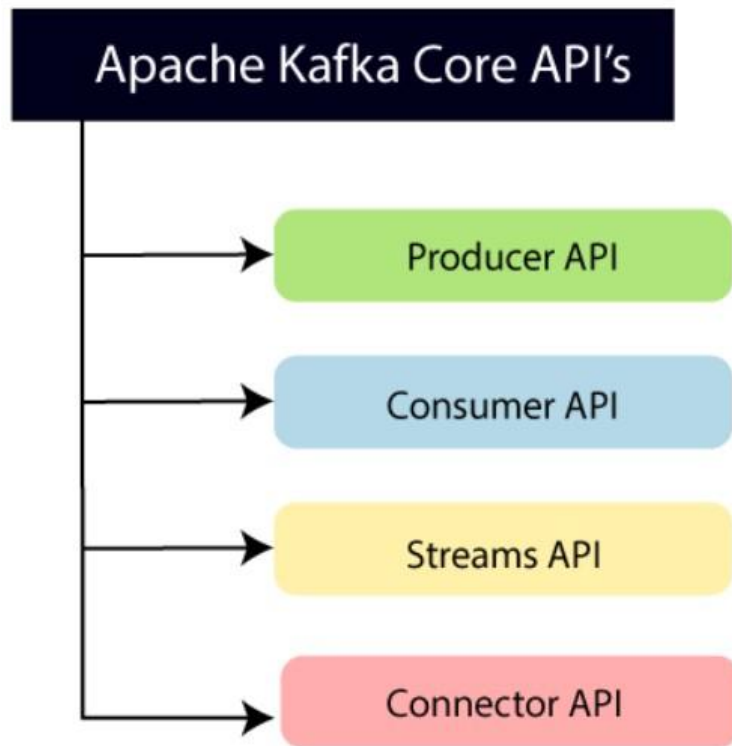 Apache Kafka Core API's
Producer API
Consumer API
Streams API
Connector API